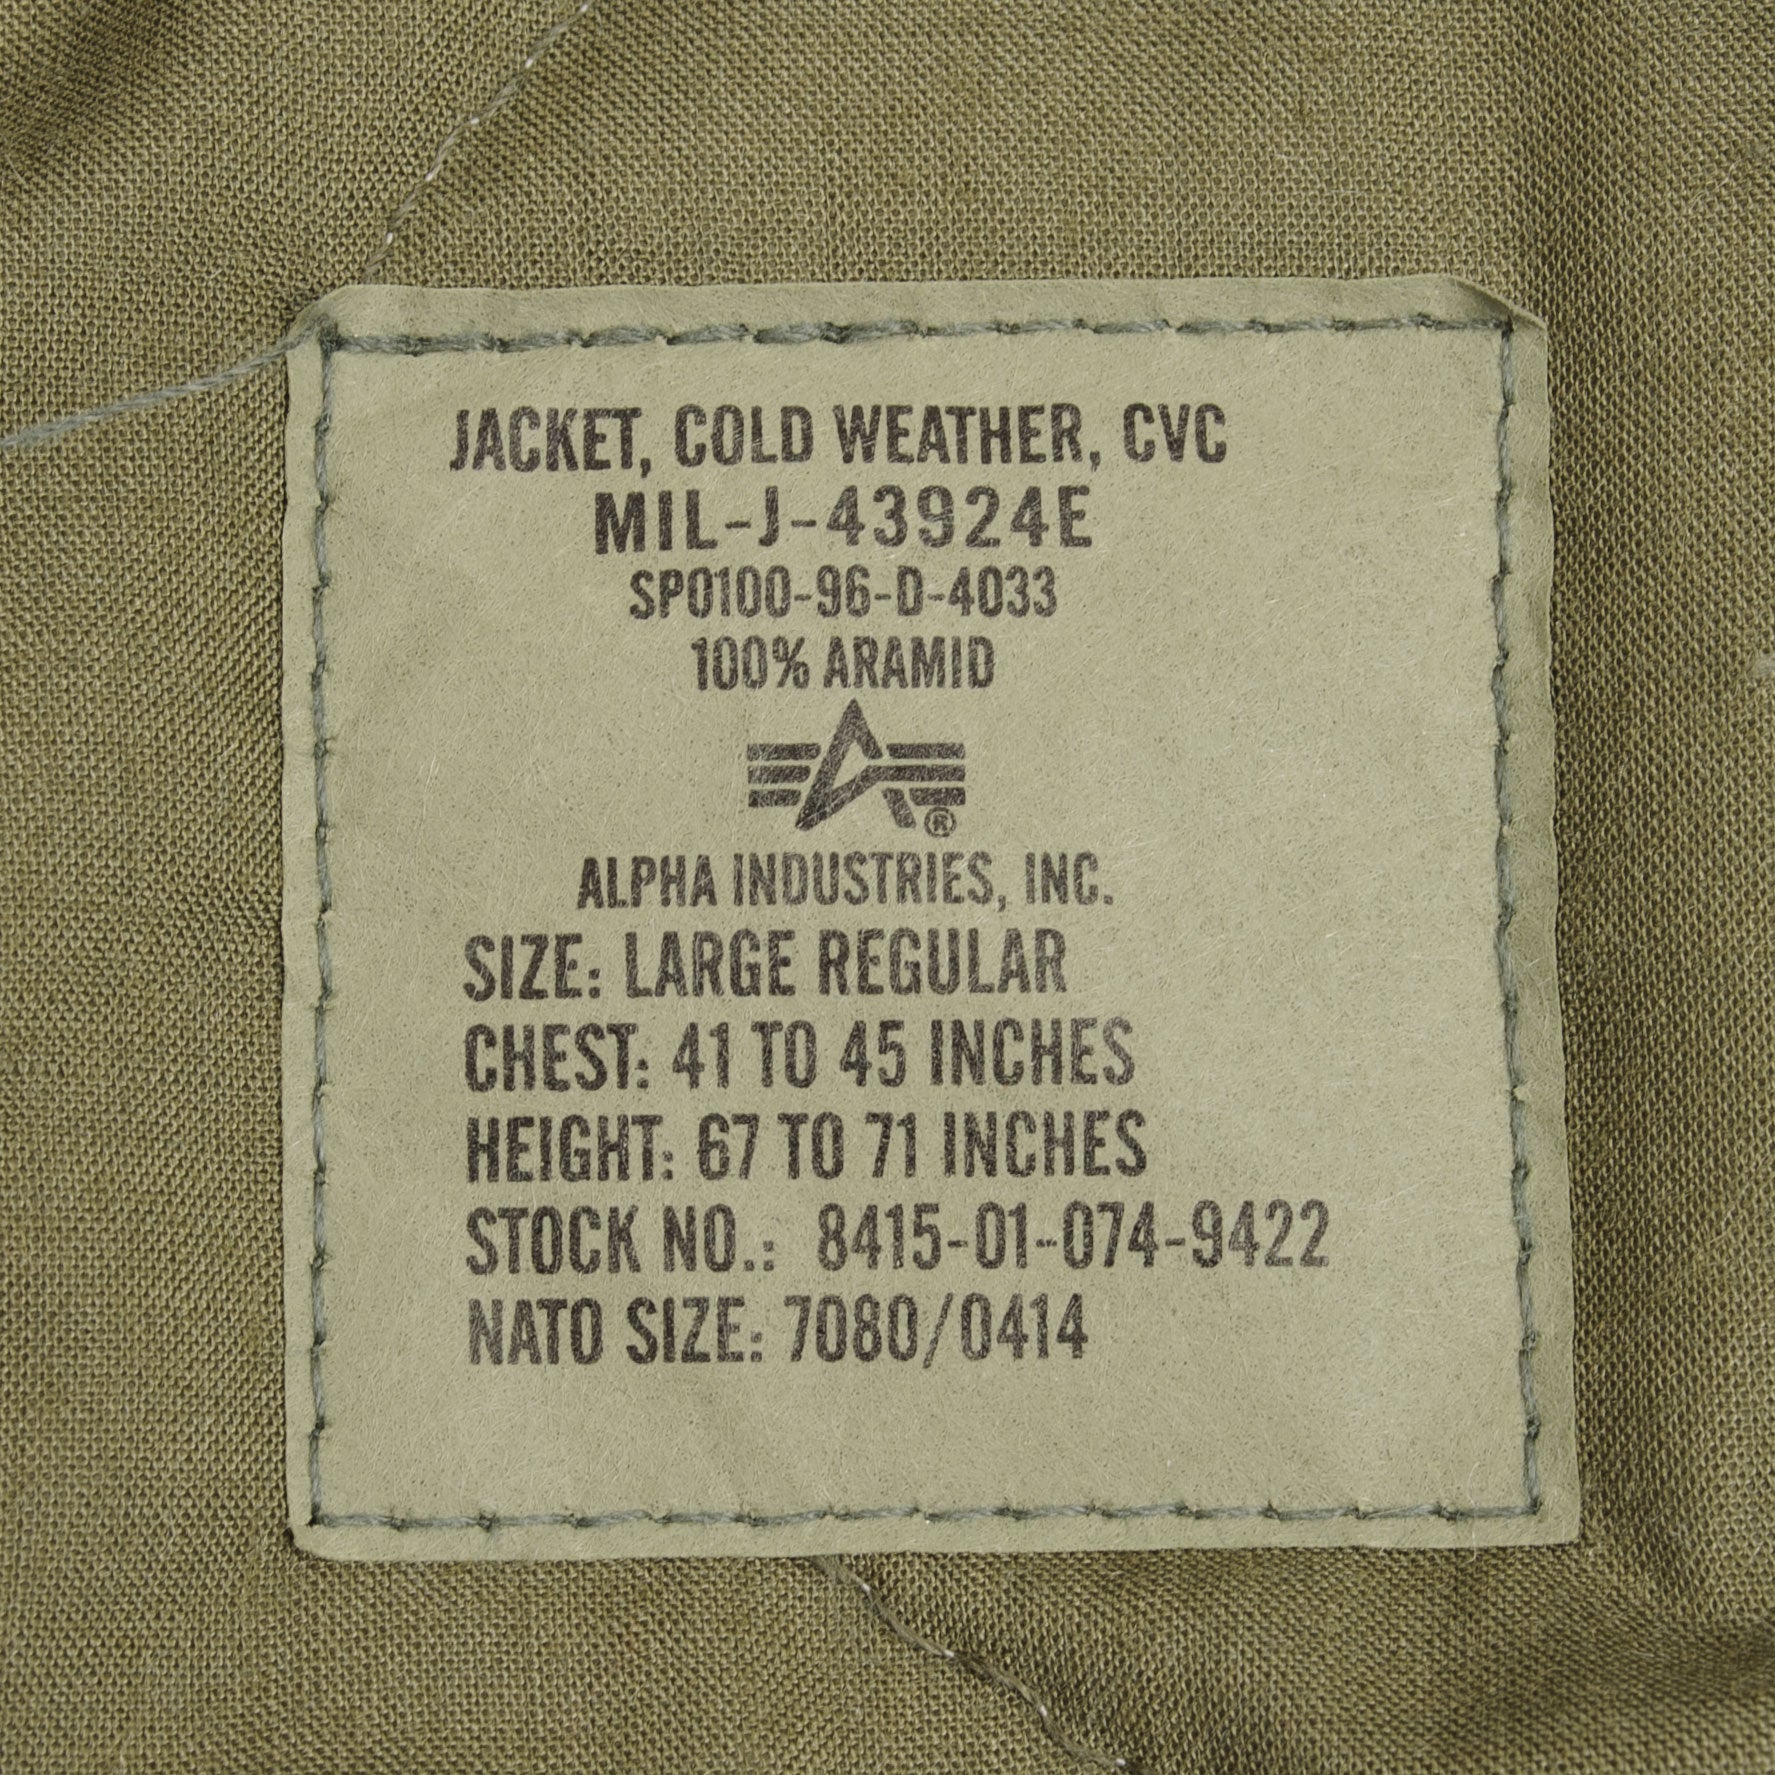 JACKET, COLD WEATHER, CVC
MIL-J-43924E
SP0100-96-D-4033
100% ARAMID
®
ALPHA INDUSTRIES, INC.
SIZE: LARGE REGULAR
CHEST: 41 TO 45 INCHES
HEIGHT: 67 TO 71 INCHES
STOCK NO.: 8415-01-074-9422
NATO SIZE: 7080/0414